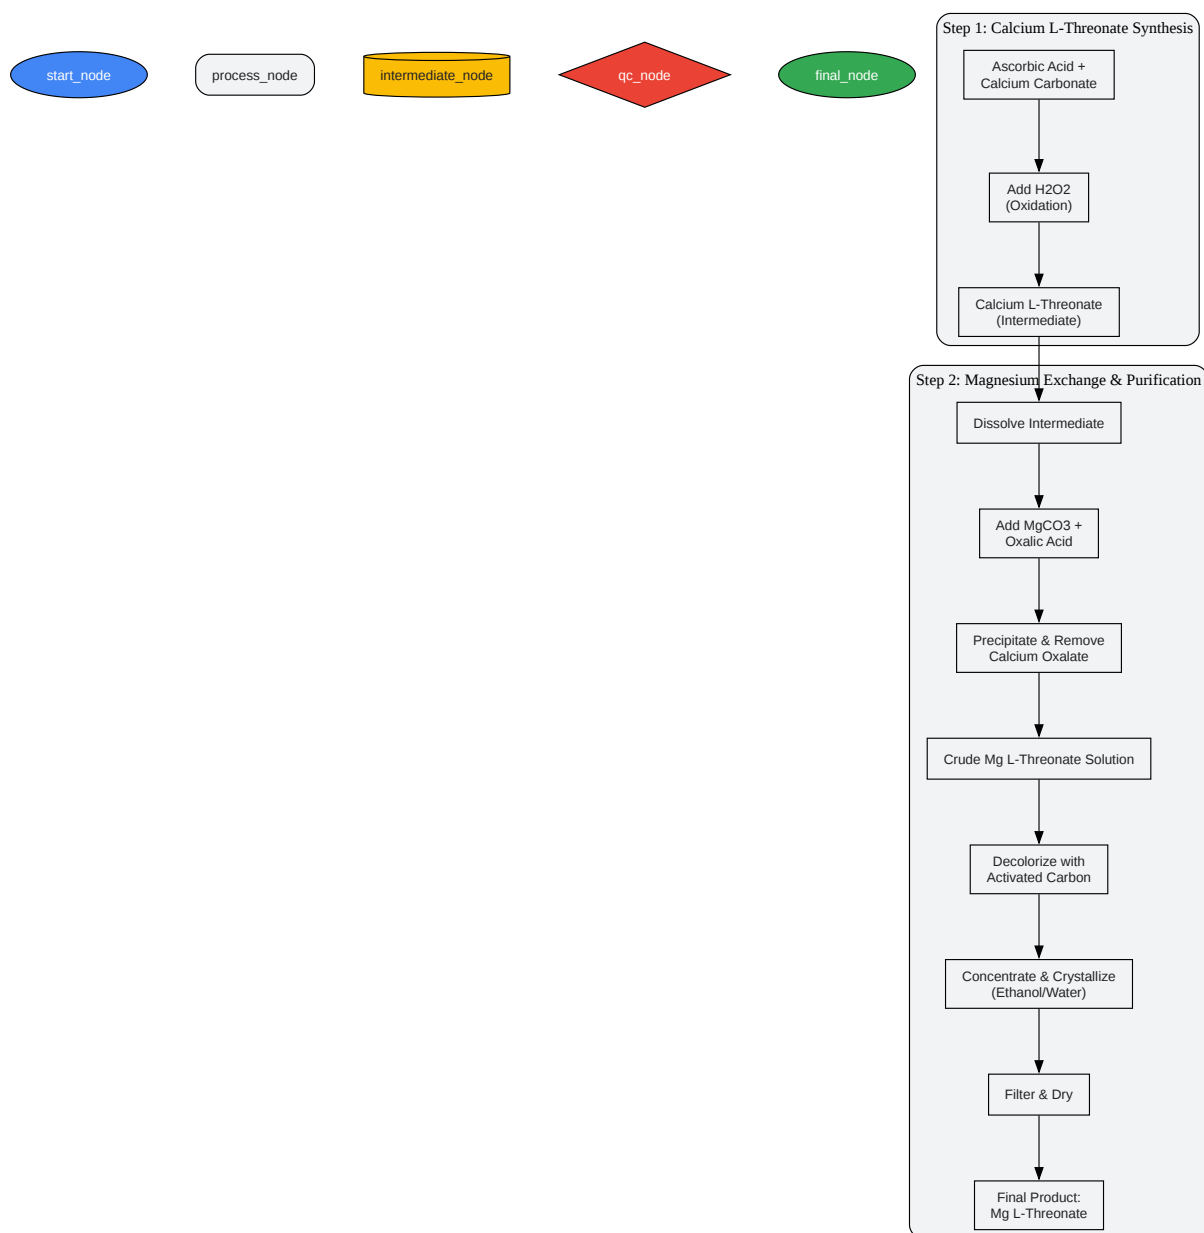 start_node
process_node
intermediate_node
qc_node
final_node
Step 1: Calcium L-Threonate Synthesis
Ascorbic Acid +
Calcium Carbonate
Add H2O2
(Oxidation)
Calcium L-Threonate
(Intermediate)
Step 2: Magnesium Exchange & Purification
Dissolve Intermediate
Add MgCO3 +
Oxalic Acid
Precipitate & Remove
Calcium Oxalate
Crude Mg L-Threonate Solution
Decolorize with
Activated Carbon
Concentrate & Crystallize
(Ethanol/Water)
Filter & Dry
Final Product:
Mg L-Threonate